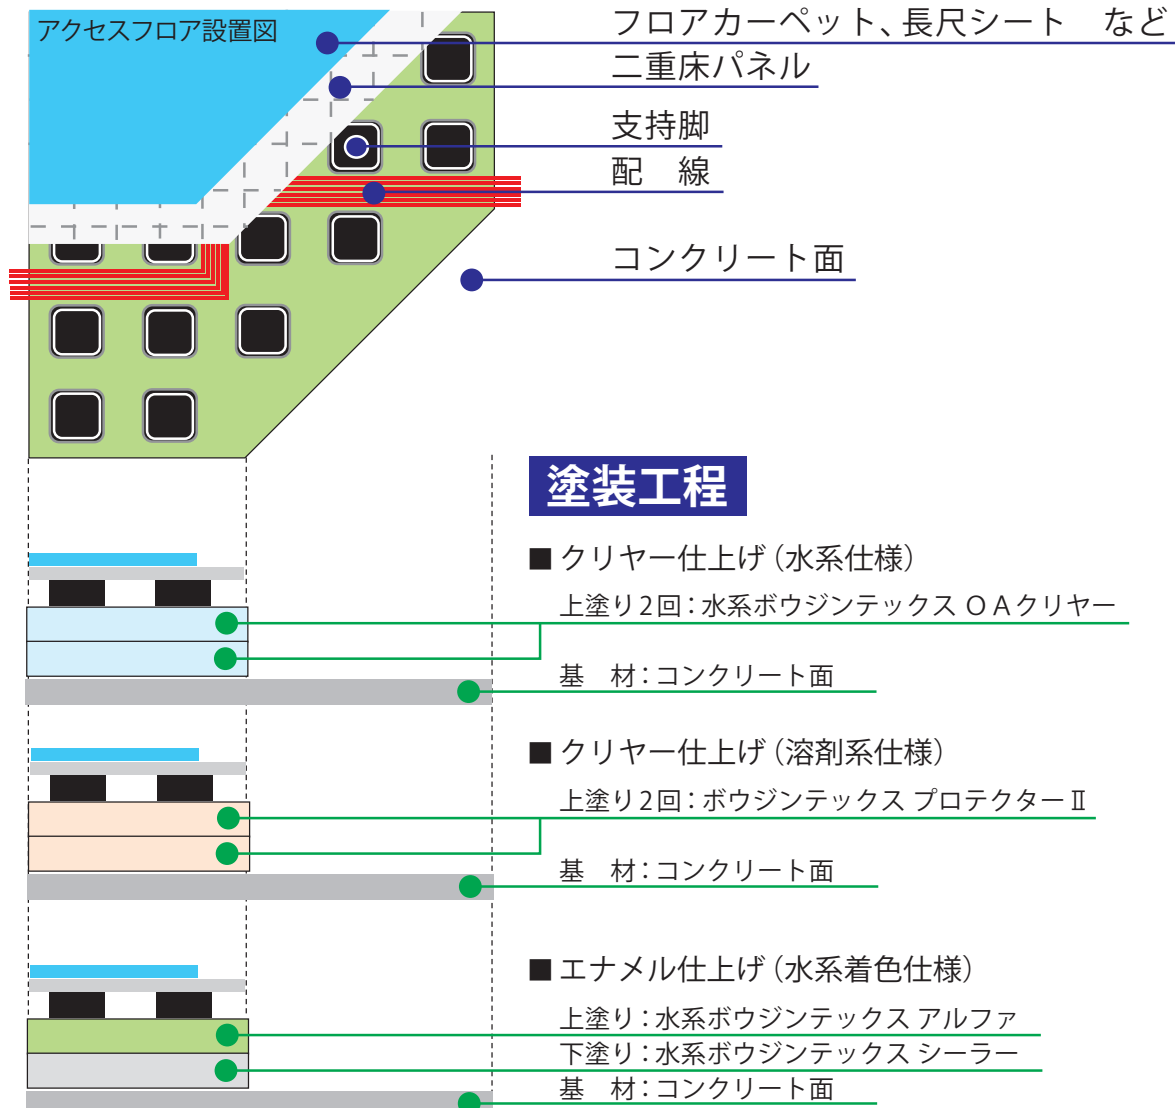 アクセスフロア設置図
フロアカーペット、長尺シート　など
二重床パネル
支持脚
配　線
コンクリート面
塗装工程
■ クリヤー仕上げ（水系仕様）
上塗り2回：水系ボウジンテックス ＯＡクリヤー
基　材：コンクリート面
■ クリヤー仕上げ（溶剤系仕様）
上塗り2回：ボウジンテックス プロテクターⅡ
基　材：コンクリート面
■ エナメル仕上げ（水系着色仕様）
上塗り：水系ボウジンテックス アルファ
下塗り：水系ボウジンテックス シーラー
基　材：コンクリート面